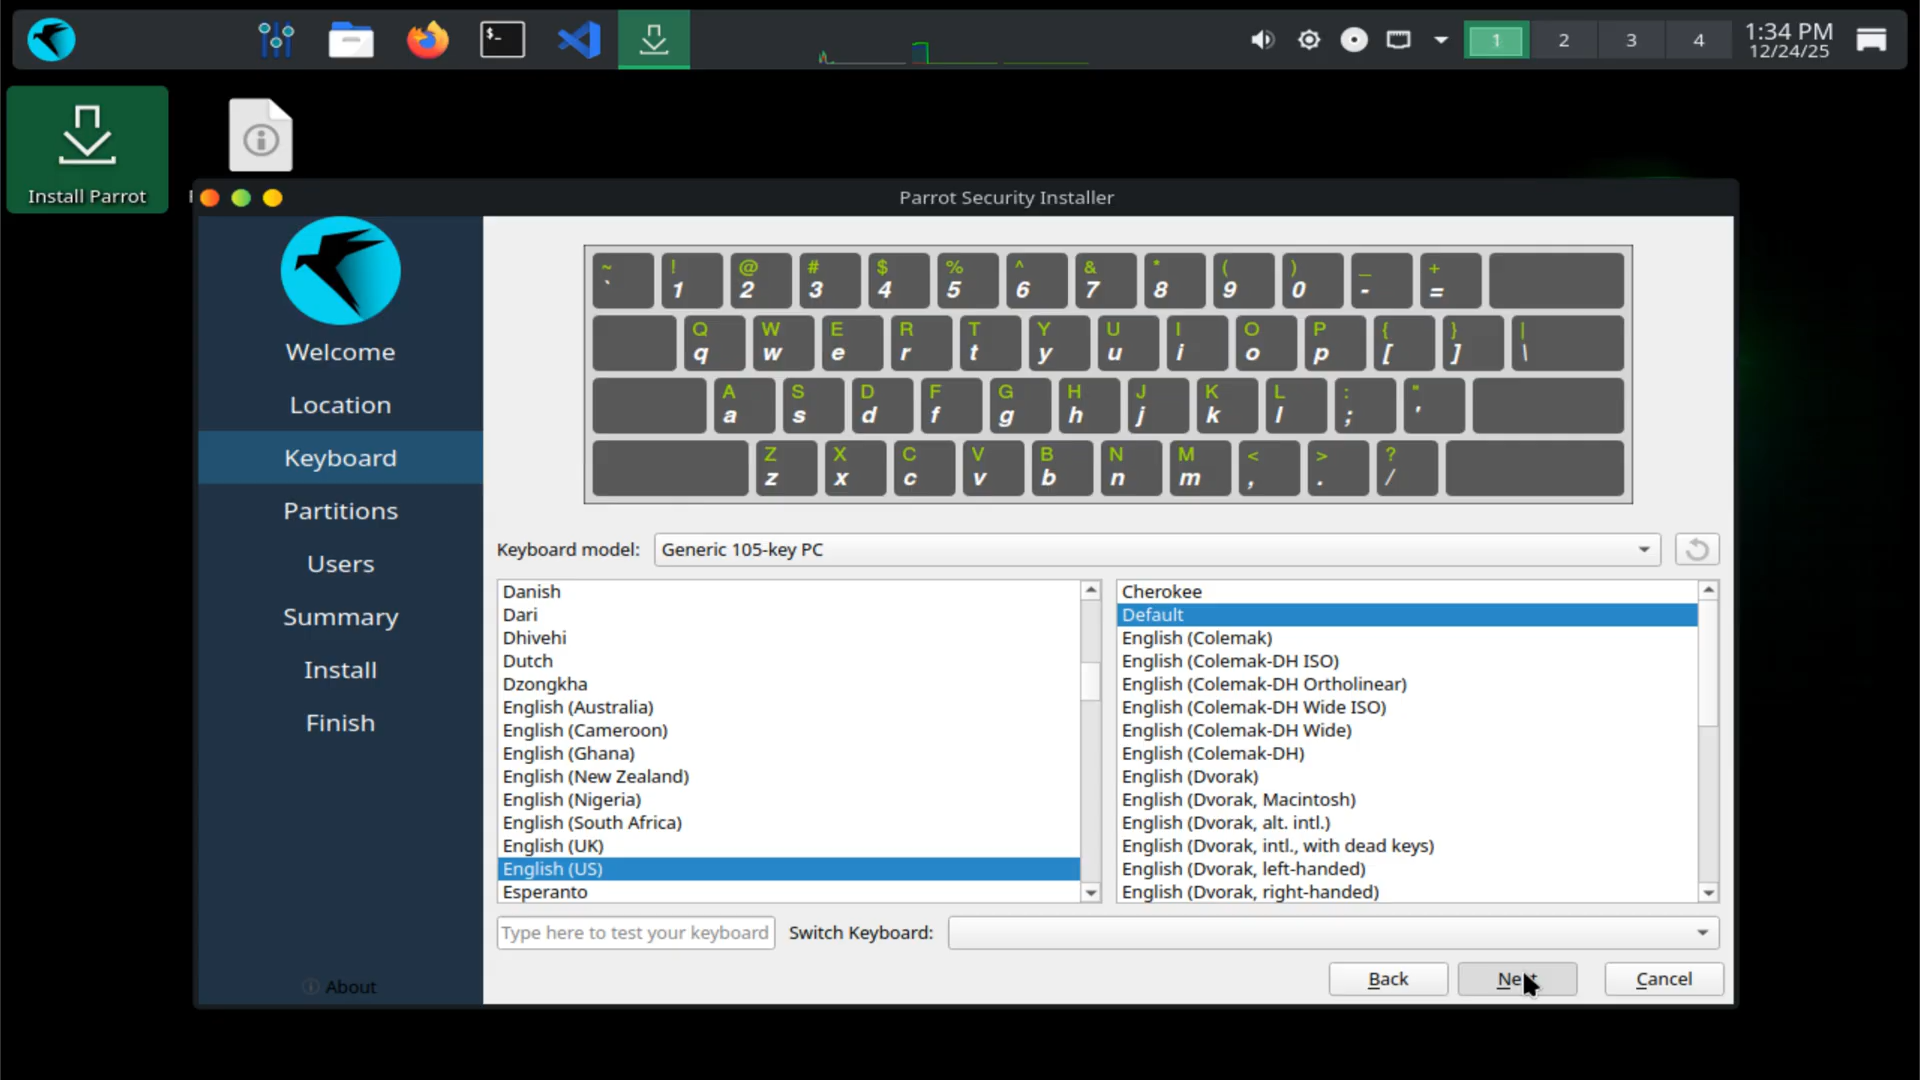 1 2 3 4
1:34 PM
12/24/25
Install Parrot
Parrot Security Installer
Welcome
Location
Keyboard
Partitions
Users
Summary
Install
Finish
About
~ ! @ # $ % ^ & * ( ) _ +
` 1 2 3 4 5 6 7 8 9 0 - =
Q W E R T Y U I O P { } |
q w e r t y u i o p [ ] \
A S D F G H J K L : "
a s d f g h j k l ; '
Z X C V B N M < > ?
z x c v b n m , . /
Keyboard model: Generic 105-key PC
Danish
Dari
Dhivehi
Dutch
Dzongkha
English (Australia)
English (Cameroon)
English (Ghana)
English (New Zealand)
English (Nigeria)
English (South Africa)
English (UK)
English (US)
Esperanto
Cherokee
Default
English (Colemak)
English (Colemak-DH ISO)
English (Colemak-DH Ortholinear)
English (Colemak-DH Wide ISO)
English (Colemak-DH Wide)
English (Colemak-DH)
English (Dvorak)
English (Dvorak, Macintosh)
English (Dvorak, alt. intl.)
English (Dvorak, intl., with dead keys)
English (Dvorak, left-handed)
English (Dvorak, right-handed)
Type here to test your keyboard
Switch Keyboard:
Back Next Cancel